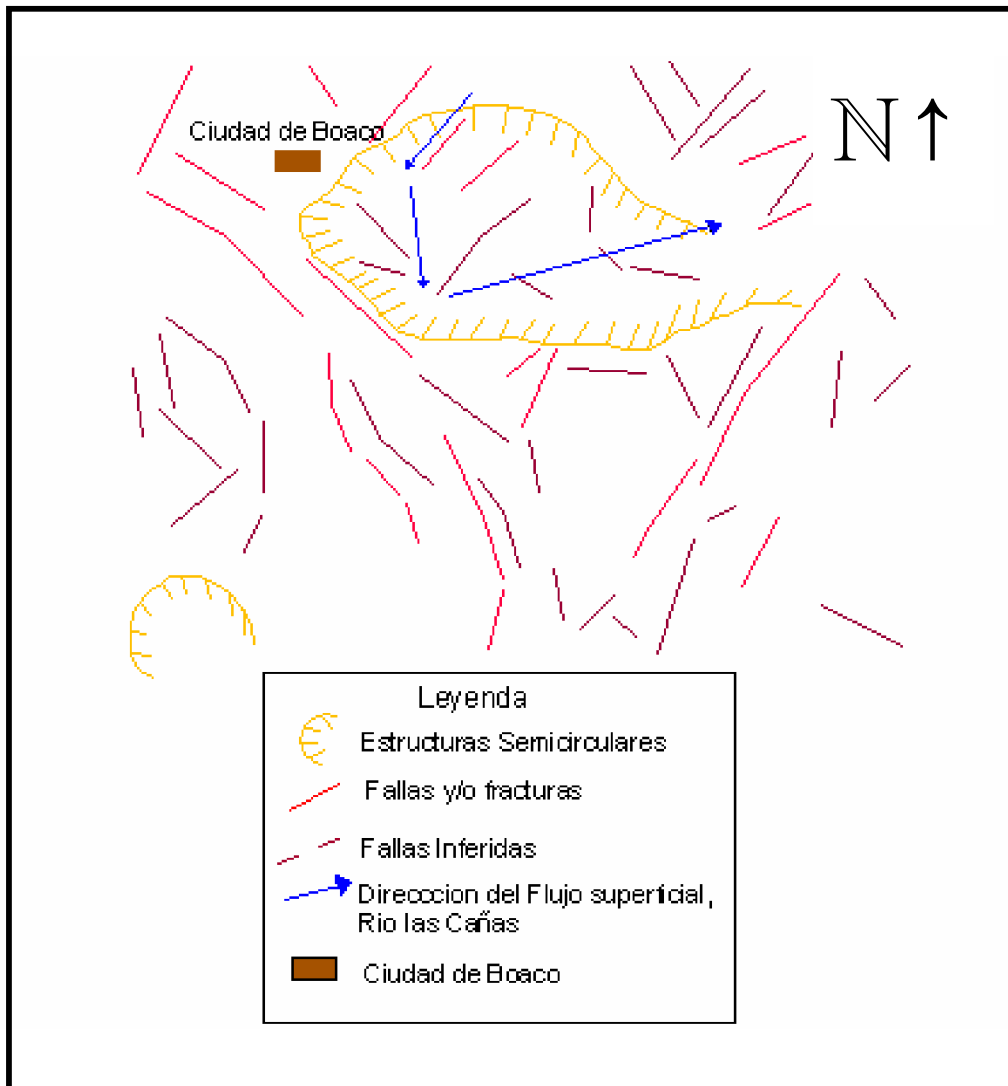 N ↑
Ciudad de Boaco
Leyenda
Estructuras Semicirculares
Fallas y/o fracturas
Fallas Inferidas
Direcccion del Flujo superficial,
Rio las Cañas
Ciudad de Boaco